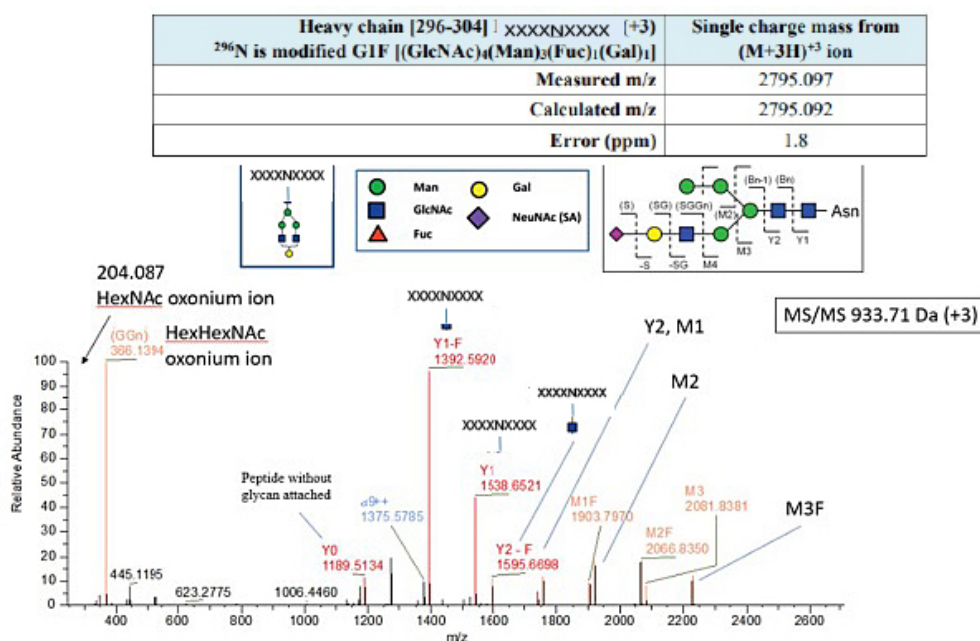 Heavy chain [296-304] XXXXNXXXX (+3)
²⁹⁶N is modified G1F [(GlcNAc)₄(Man)₃(Fuc)₁(Gal)₁]
Single charge mass from
(M+3H)⁺³ ion
Measured m/z 2795.097
Calculated m/z 2795.092
Error (ppm) 1.8
XXXXNXXXX
Man
GlcNAc
Fuc
Gal
NeuNAc (SA)
(S)
(SG)
(SGGn)
(M2)
(Bn-1)
(Bn)
Asn
-S
-SG
M4
M3
Y2
Y1
204.087
HexNAc oxonium ion
(GGn)
366.1394
HexHexNAc
oxonium ion
XXXXNXXXX
MS/MS 933.71 Da (+3)
Y2, M1
M2
Y1-F
1392.5920
XXXXNXXXX
XXXXNXXXX
Peptide without
glycan attached
a9++
1375.5785
Y1
1538.6521
M1F
1903.7970
M3
2081.8381
M3F
M2F
2066.8350
Y0
1189.5134
Y2 - F
1595.6698
445.1195
623.2775
1006.4460
Relative Abundance
100
90
80
70
60
50
40
30
20
10
0
400 600 800 1000 1200 1400 1600 1800 2000 2200 2400 2600
m/z